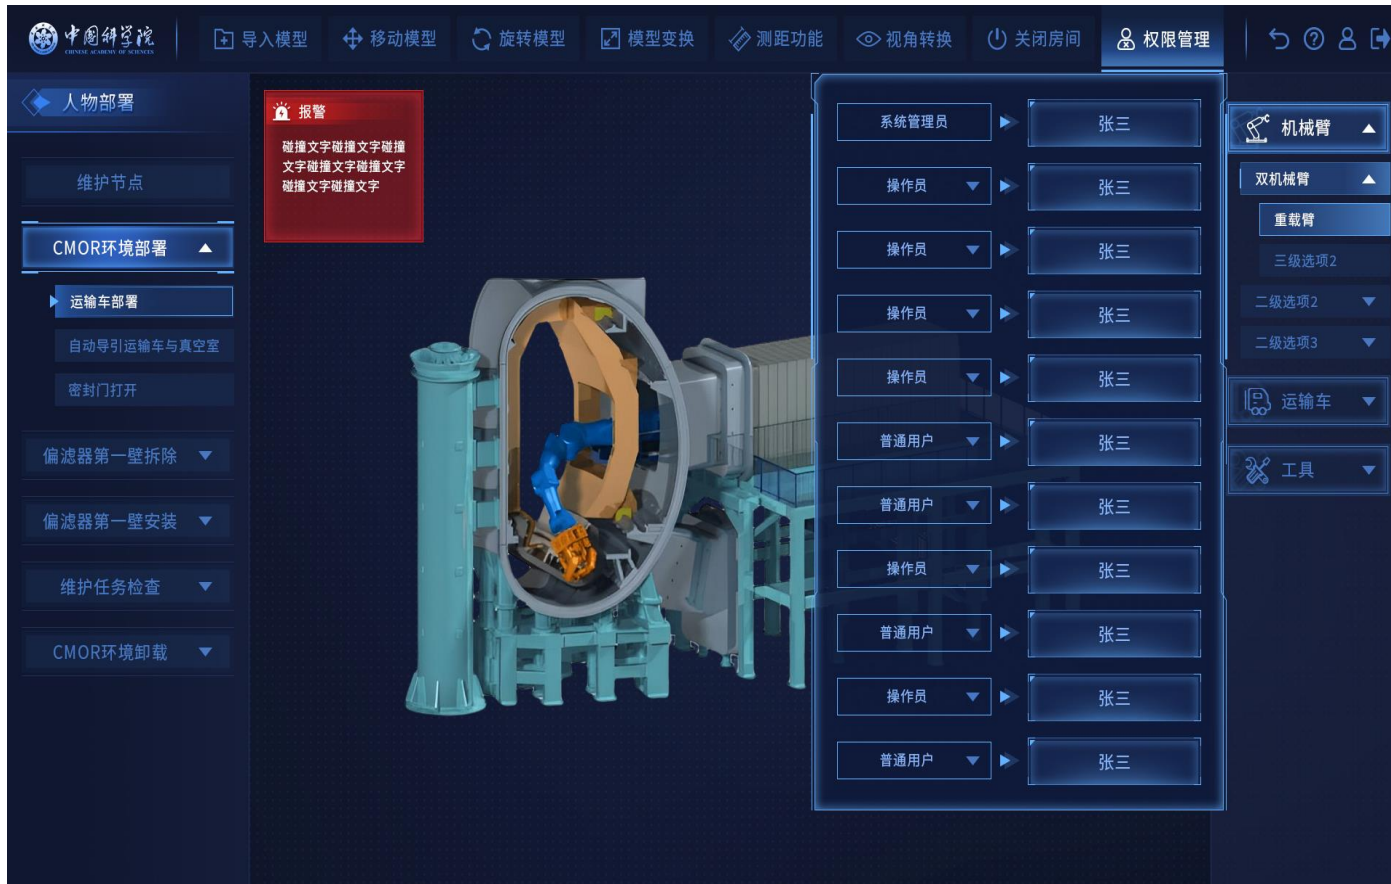 中国科学院
CHINESE ACADEMY OF SCIENCES
导入模型
移动模型
旋转模型
模型变换
测距功能
视角转换
关闭房间
权限管理
人物部署
维护节点
CMOR环境部署
运输车部署
自动导引运输车与真空室
密封门打开
偏滤器第一壁拆除
偏滤器第一壁安装
维护任务检查
CMOR环境卸载
报警
碰撞文字碰撞文字碰撞
文字碰撞文字碰撞文字
碰撞文字碰撞文字
系统管理员 张三
操作员 张三
操作员 张三
操作员 张三
操作员 张三
普通用户 张三
普通用户 张三
操作员 张三
普通用户 张三
操作员 张三
普通用户 张三
机械臂
双机械臂
重载臂
三级选项2
二级选项2
二级选项3
运输车
工具